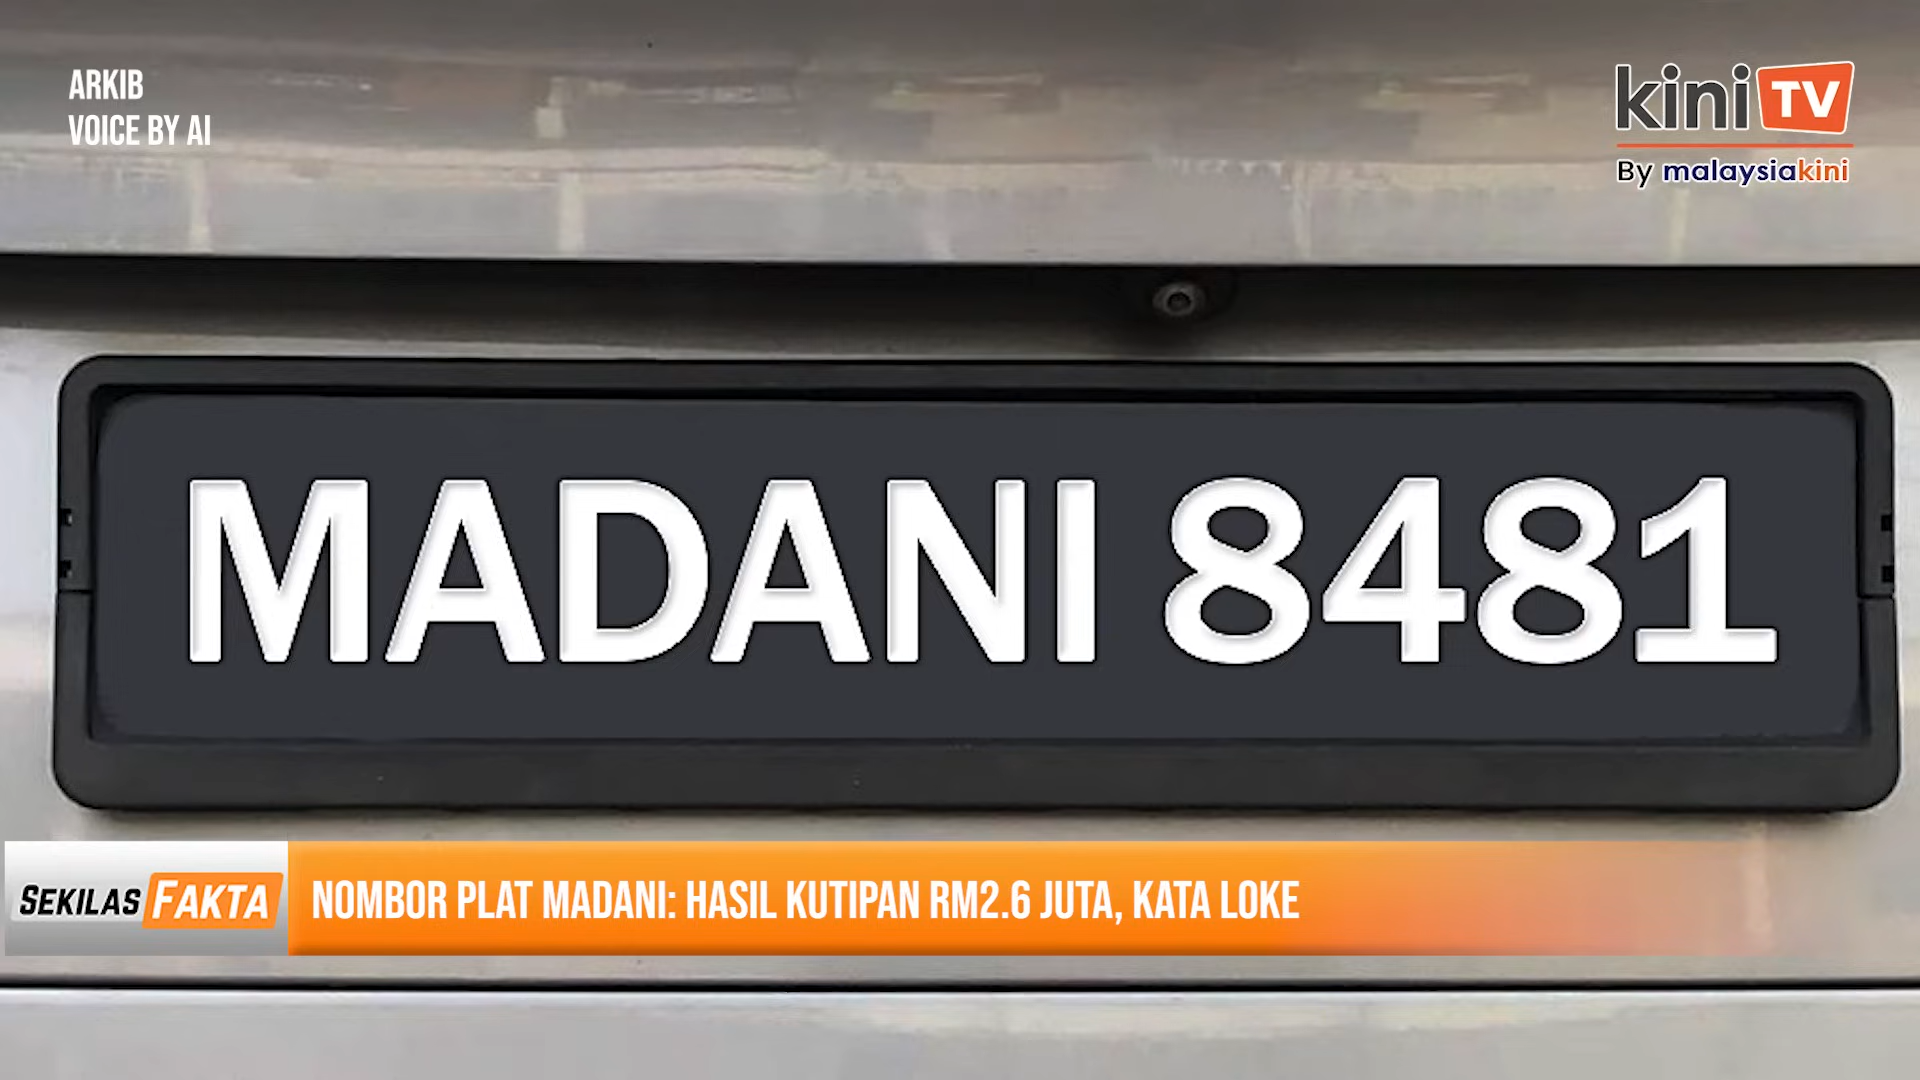 ARKIB
VOICE BY AI
kini TV
By malaysiakini
MADANI 8481
SEKILAS FAKTA
NOMBOR PLAT MADANI: HASIL KUTIPAN RM2.6 JUTA, KATA LOKE